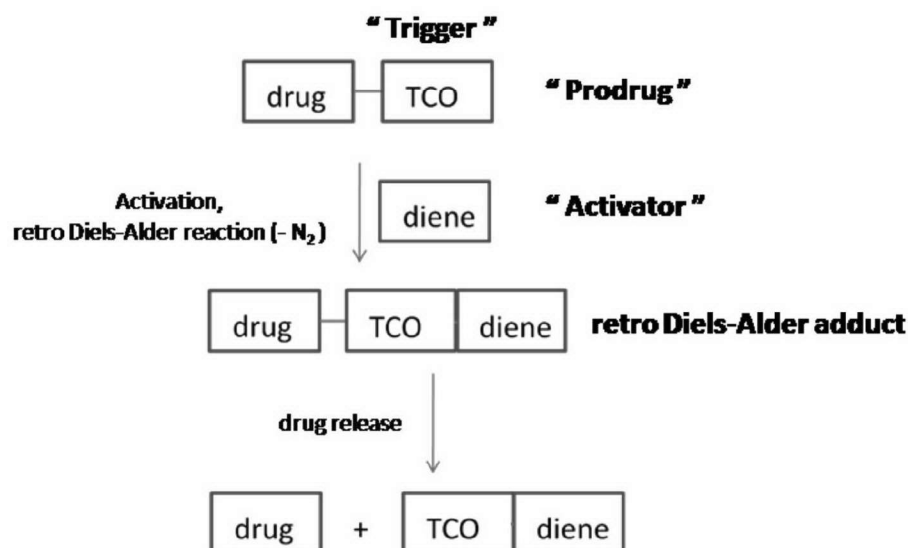 “ Trigger ”
drug TCO “ Prodrug ”
Activation,
retro Diels-Alder reaction (- N₂)
diene “ Activator ”
drug TCO diene retro Diels-Alder adduct
drug release
drug + TCO diene